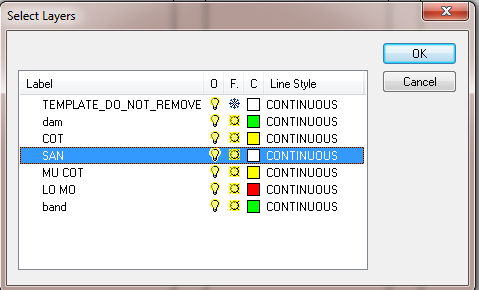 Select Layers
OK
Cancel
Label O F. C Line Style
TEMPLATE_DO_NOT_REMOVE CONTINUOUS
dam CONTINUOUS
COT CONTINUOUS
SAN CONTINUOUS
MU COT CONTINUOUS
LO MO CONTINUOUS
band CONTINUOUS